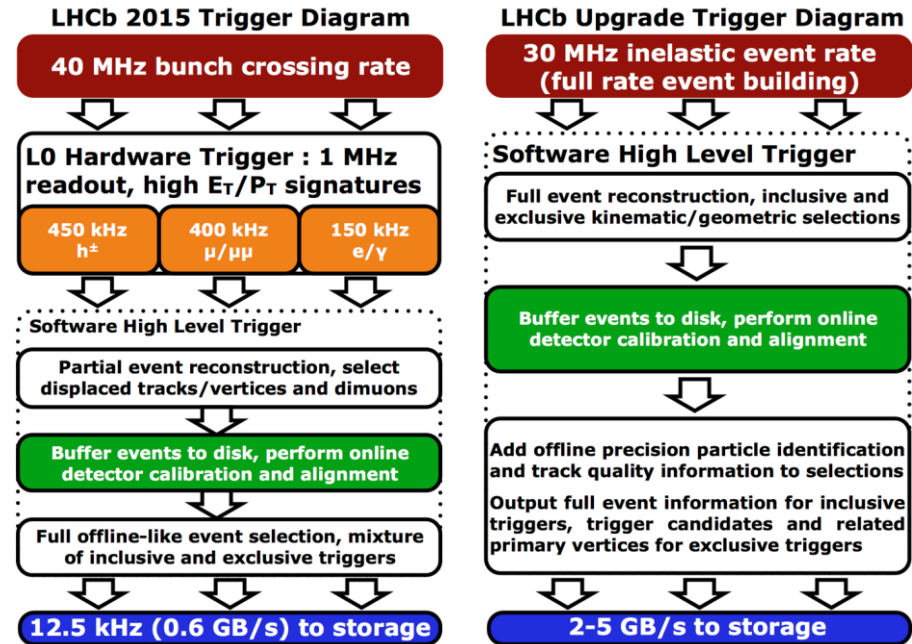 LHCb 2015 Trigger Diagram
40 MHz bunch crossing rate
L0 Hardware Trigger : 1 MHz
readout, high E_T/P_T signatures
450 kHz
h±
400 kHz
μ/μμ
150 kHz
e/γ
Software High Level Trigger
Partial event reconstruction, select
displaced tracks/vertices and dimuons
Buffer events to disk, perform online
detector calibration and alignment
Full offline-like event selection, mixture
of inclusive and exclusive triggers
12.5 kHz (0.6 GB/s) to storage
LHCb Upgrade Trigger Diagram
30 MHz inelastic event rate
(full rate event building)
Software High Level Trigger
Full event reconstruction, inclusive and
exclusive kinematic/geometric selections
Buffer events to disk, perform online
detector calibration and alignment
Add offline precision particle identification
and track quality information to selections
Output full event information for inclusive
triggers, trigger candidates and related
primary vertices for exclusive triggers
2-5 GB/s to storage